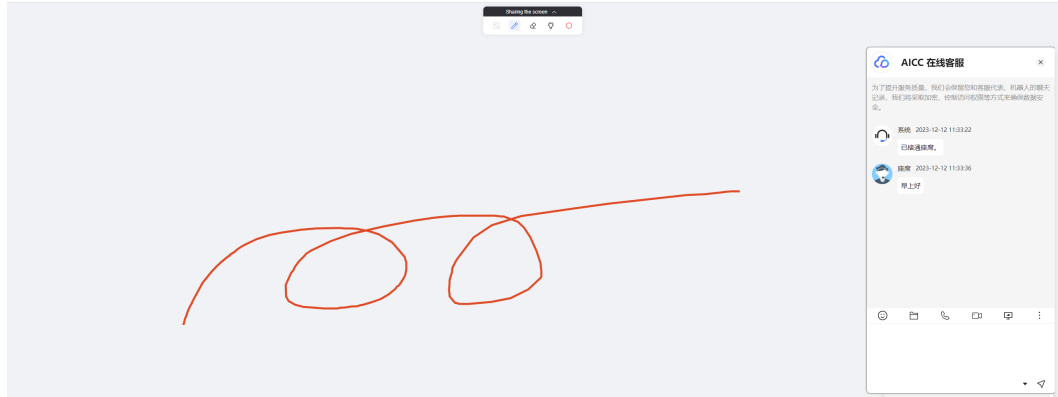 Sharing the screen
AICC 在线客服
为了提升服务质量，我们会保留您和客服代表、机器人的聊天
记录，我们将采取加密、控制访问权限等方式来确保数据安
全。
系统 2023-12-12 11:33:22
已接通座席。
座席 2023-12-12 11:33:36
早上好